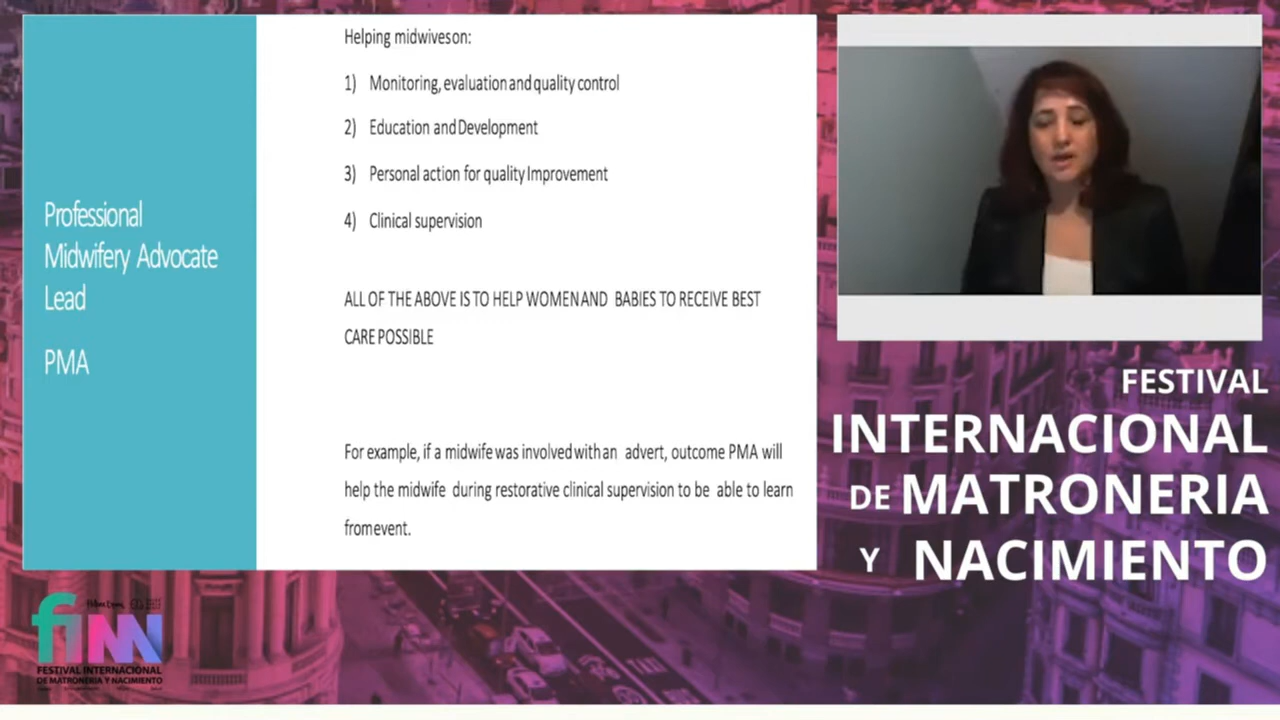 Professional
Midwifery Advocate
Lead
PMA
Helping midwives on:
1) Monitoring, evaluation and quality control
2) Education and Development
3) Personal action for quality Improvement
4) Clinical supervision
ALL OF THE ABOVE IS TO HELP WOMEN AND BABIES TO RECEIVE BEST
CARE POSSIBLE
For example, if a midwife was involved with an advert, outcome PMA will
help the midwife during restorative clinical supervision to be able to learn
from event.
FESTIVAL
INTERNACIONAL
DE MATRONERIA
Y NACIMIENTO
TAXI
FESTIVAL INTERNACIONAL
DE MATRONERIA Y NACIMIENTO